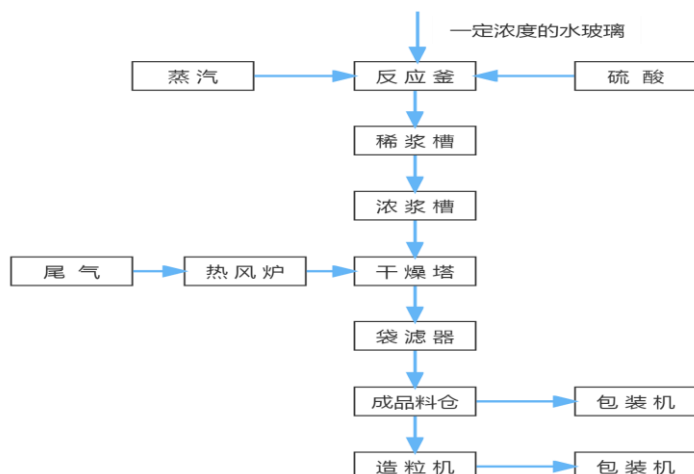 一定浓度的水玻璃
蒸汽 反应釜 硫酸
稀浆槽
浓浆槽
尾气 热风炉 干燥塔
袋滤器
成品料仓 包装机
造粒机 包装机